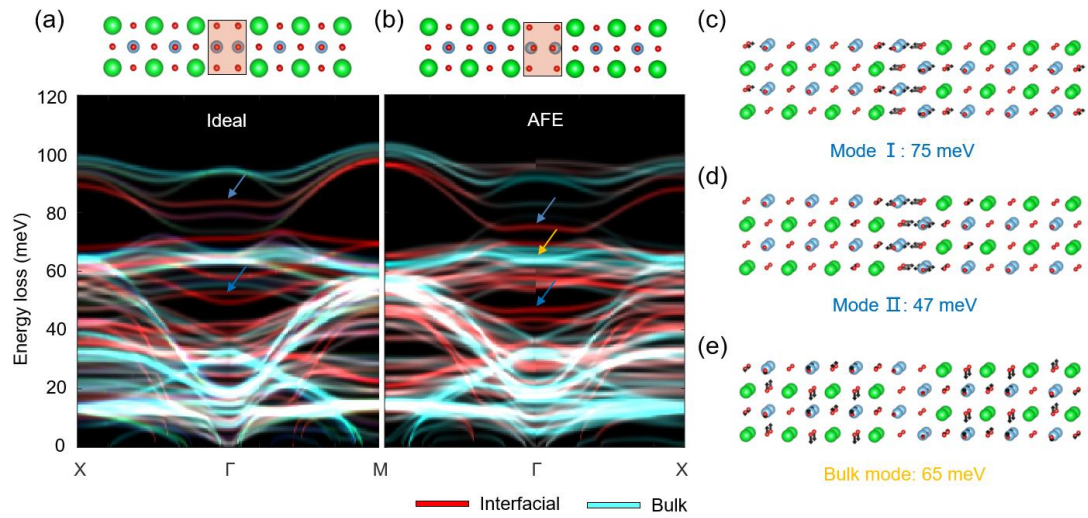 (a)
(b)
(c)
Ideal
AFE
120
100
80
60
40
20
0
Energy loss (meV)
X
Γ
M
Γ
X
Interfacial
Bulk
Mode Ⅰ: 75 meV
(d)
Mode Ⅱ: 47 meV
(e)
Bulk mode: 65 meV